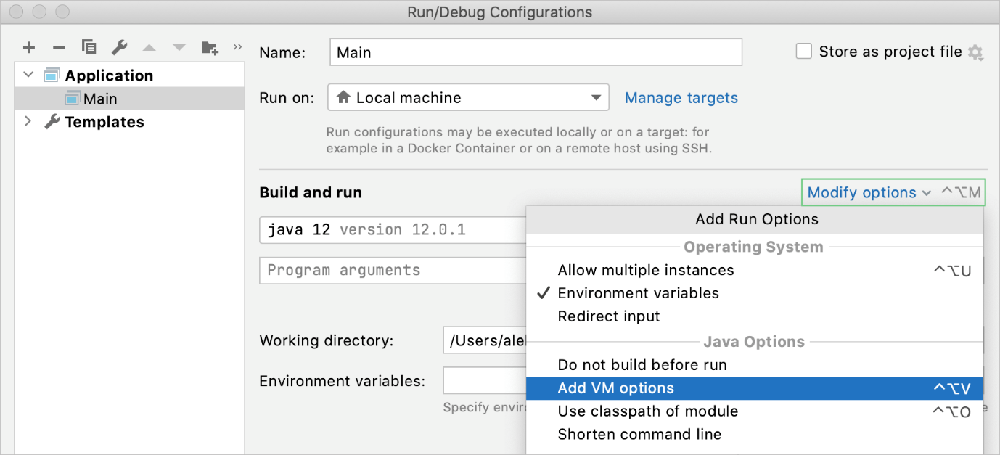 Run/Debug Configurations
Name: Main
Store as project file
Application
Main
Templates
Run on: Local machine Manage targets
Run configurations may be executed locally or on a target: for
example in a Docker Container or on a remote host using SSH.
Build and run
Modify options ⌃⌥M
java 12 version 12.0.1
Program arguments
Working directory: /Users/ale
Environment variables:
Specify enviro
Add Run Options
Operating System
Allow multiple instances ⌃⌥U
✓ Environment variables
Redirect input
Java Options
Do not build before run
Add VM options ⌃⌥V
Use classpath of module ⌃⌥O
Shorten command line